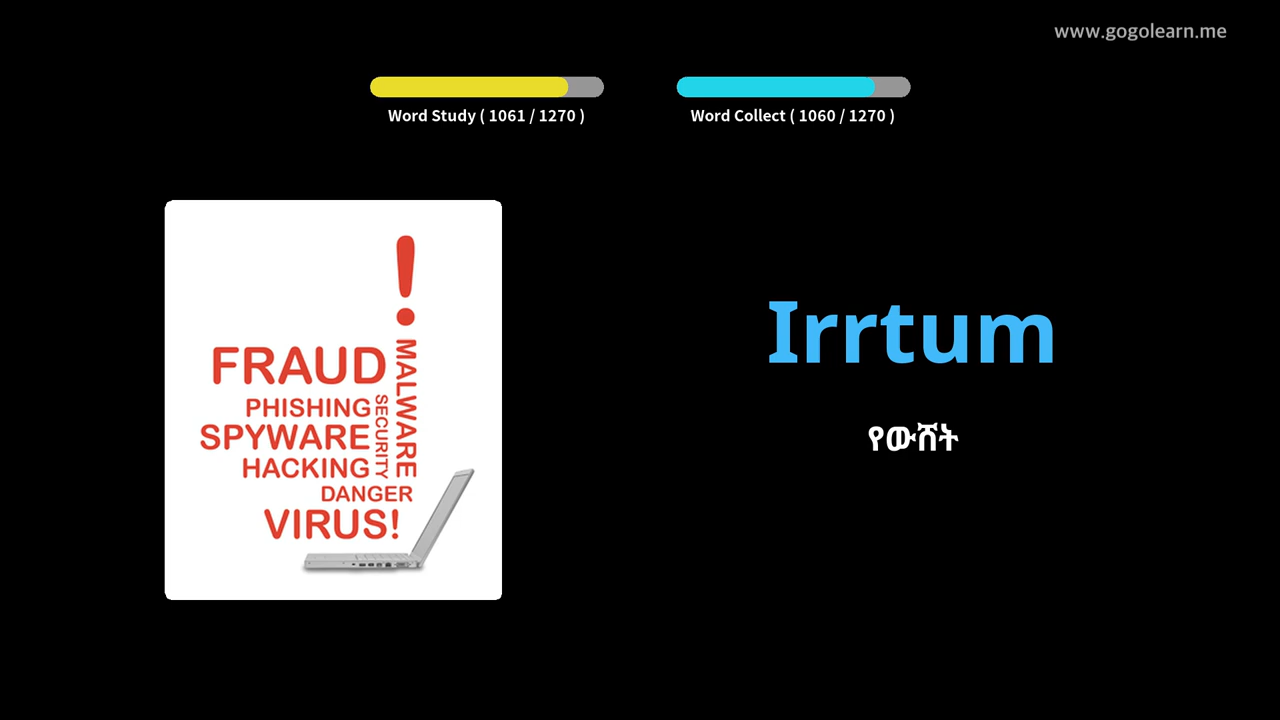 www.gogolearn.me
Word Study ( 1061 / 1270 )
Word Collect ( 1060 / 1270 )
!
FRAUD
MALWARE
PHISHING
SECURITY
SPYWARE
HACKING
DANGER
VIRUS!
Irrtum
የውሸት